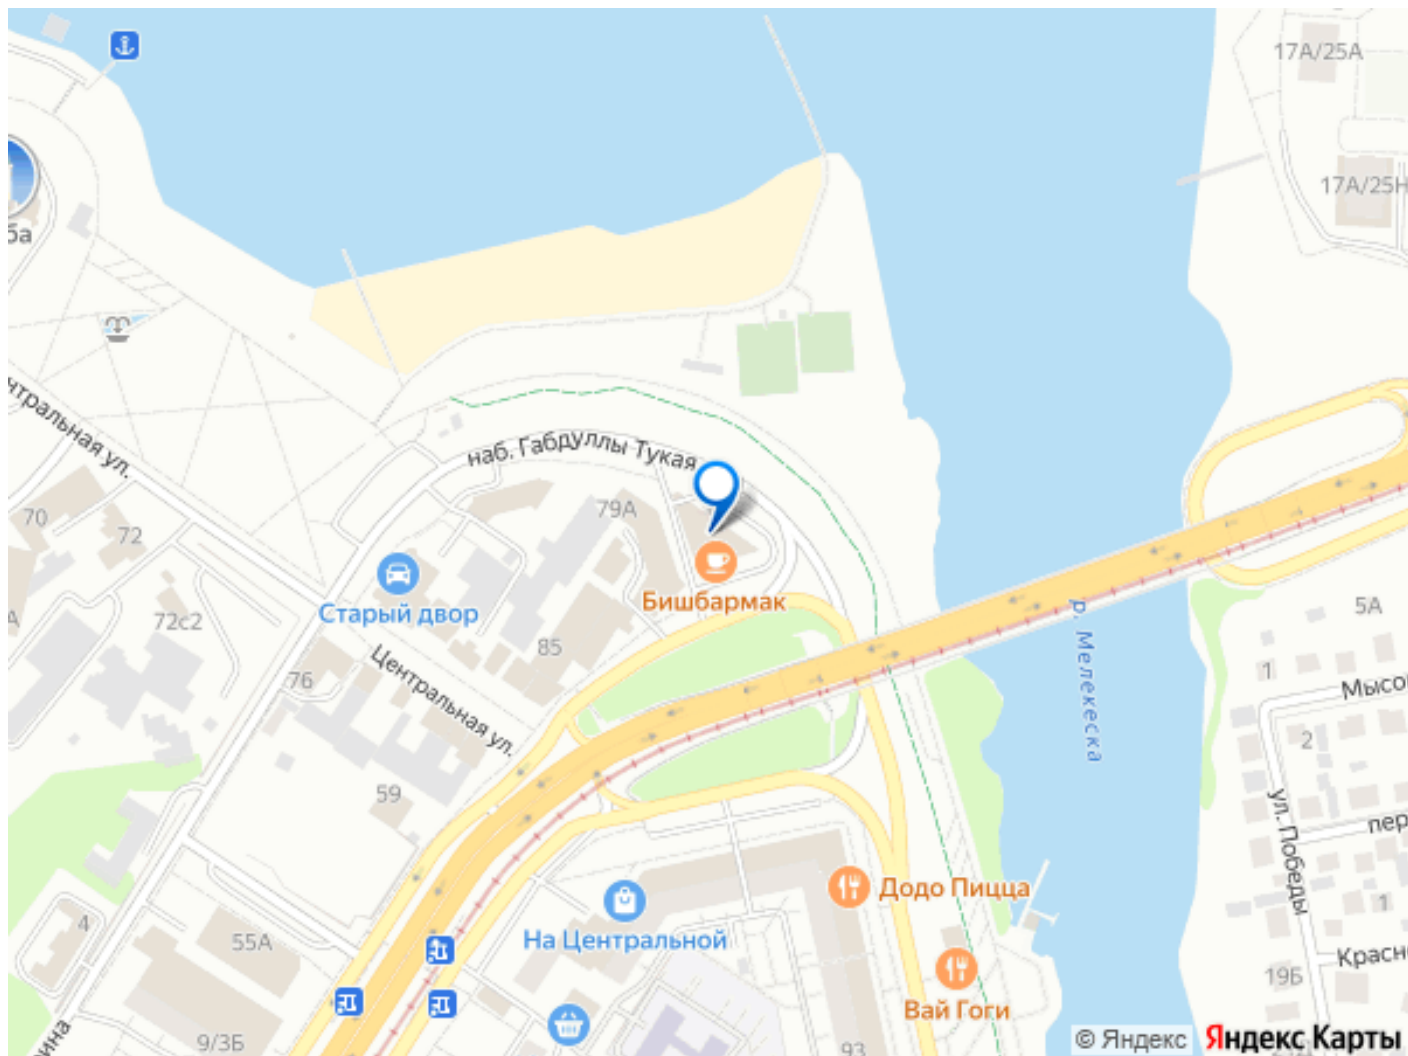 17А/25А
17А/25Н
ба
нтральная ул.
наб. Габдуллы Тукая
70
72
79А
Бишбармак
Старый двор
72с2
85
76
Центральная ул.
р. Мелекеска
5А
1
Мысо
2
59
ул. Победы
пер
Додо Пицца
1
4
55А
На Центральной
Красн
19Б
Вай Гоги
9/3Б
93
рина
© Яндекс
Яндекс Карты